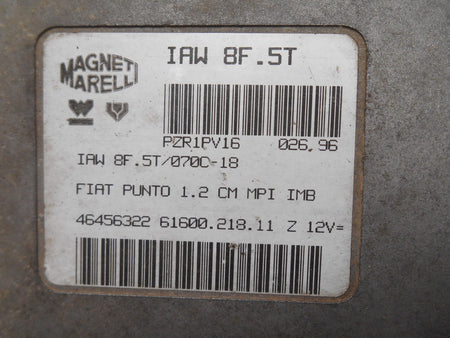 MAGNETI
MARELLI
IAW 8F.5T
PZR1PV16 026,96
IAW 8F.5T/070C-18
FIAT PUNTO 1.2 CM MPI IMB
46456322 61600.218.11 Z 12V=